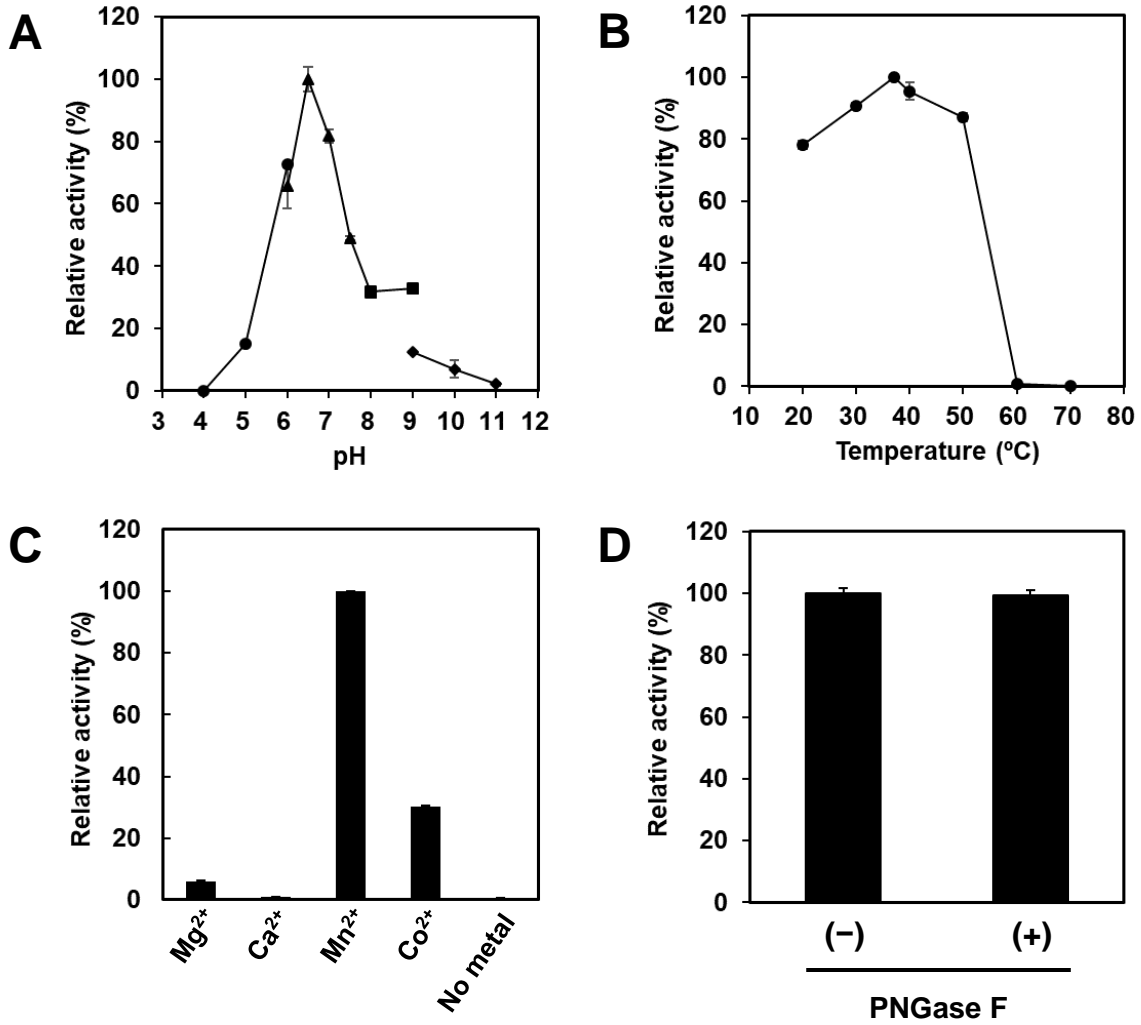 A
120
100
80
60
40
20
0
Relative activity (%)
3 4 5 6 7 8 9 10 11 12
pH
B
120
100
80
60
40
20
0
Relative activity (%)
10 20 30 40 50 60 70 80
Temperature (ºC)
C
120
100
80
60
40
20
0
Relative activity (%)
Mg²⁺ Ca²⁺ Mn²⁺ Co²⁺ No metal
D
120
100
80
60
40
20
0
Relative activity (%)
(−) (+)
PNGase F